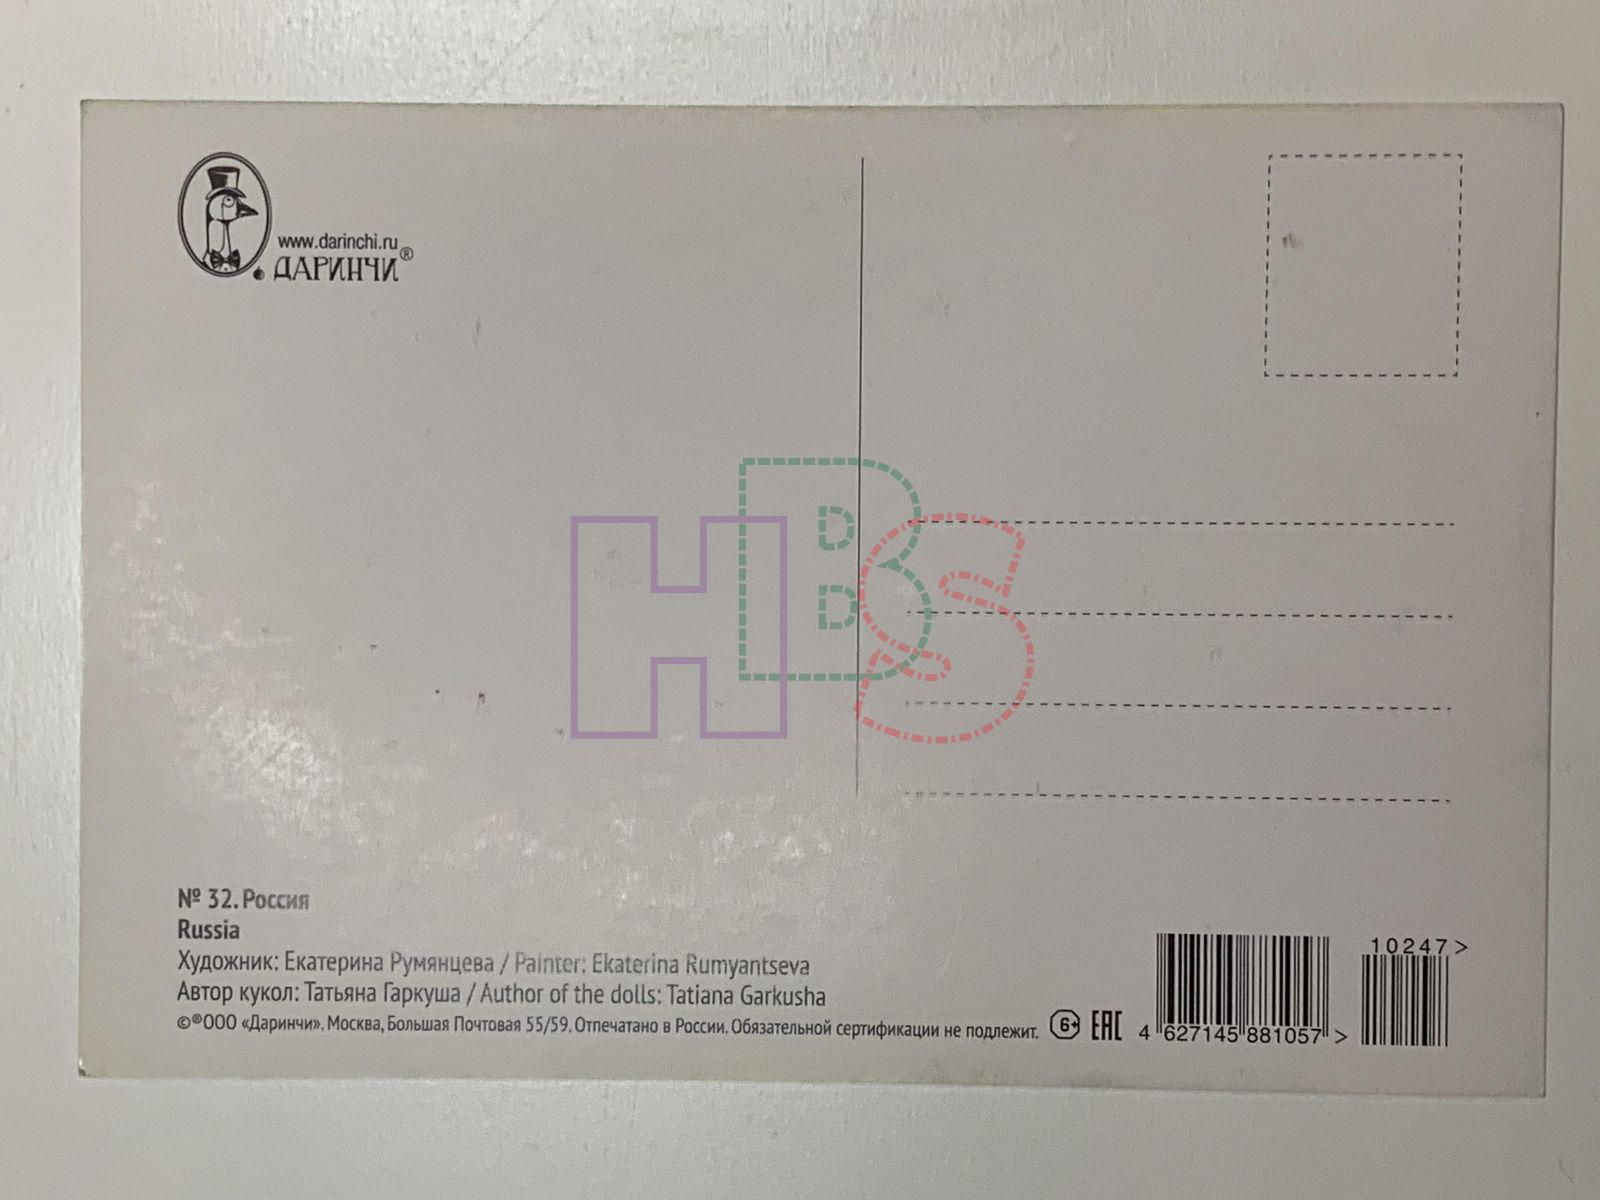 www.darinchi.ru
ДАРИНЧИ®
HBS
№ 32. Россия
Russia
Художник: Екатерина Румянцева / Painter: Ekaterina Rumyantseva
Автор кукол: Татьяна Гаркуша / Author of the dolls: Tatiana Garkusha
©®ООО «Даринчи», Москва, Большая Почтовая 55/59. Отпечатано в России. Обязательной сертификации не подлежит.
6+ ЕАС
4 627145 881057 >
10247 >